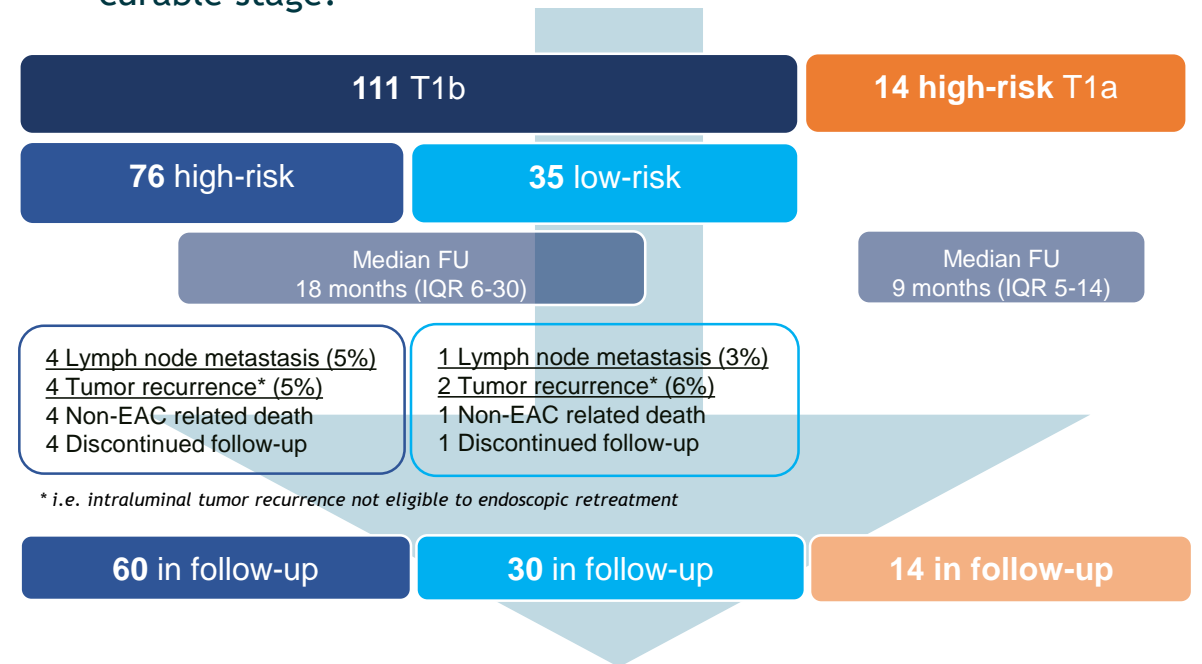 curable stage?
111 T1b
14 high-risk T1a
76 high-risk
35 low-risk
Median FU
18 months (IQR 6-30)
Median FU
9 months (IQR 5-14)
4 Lymph node metastasis (5%)
4 Tumor recurrence* (5%)
4 Non-EAC related death
4 Discontinued follow-up
1 Lymph node metastasis (3%)
2 Tumor recurrence* (6%)
1 Non-EAC related death
1 Discontinued follow-up
* i.e. intraluminal tumor recurrence not eligible to endoscopic retreatment
60 in follow-up
30 in follow-up
14 in follow-up